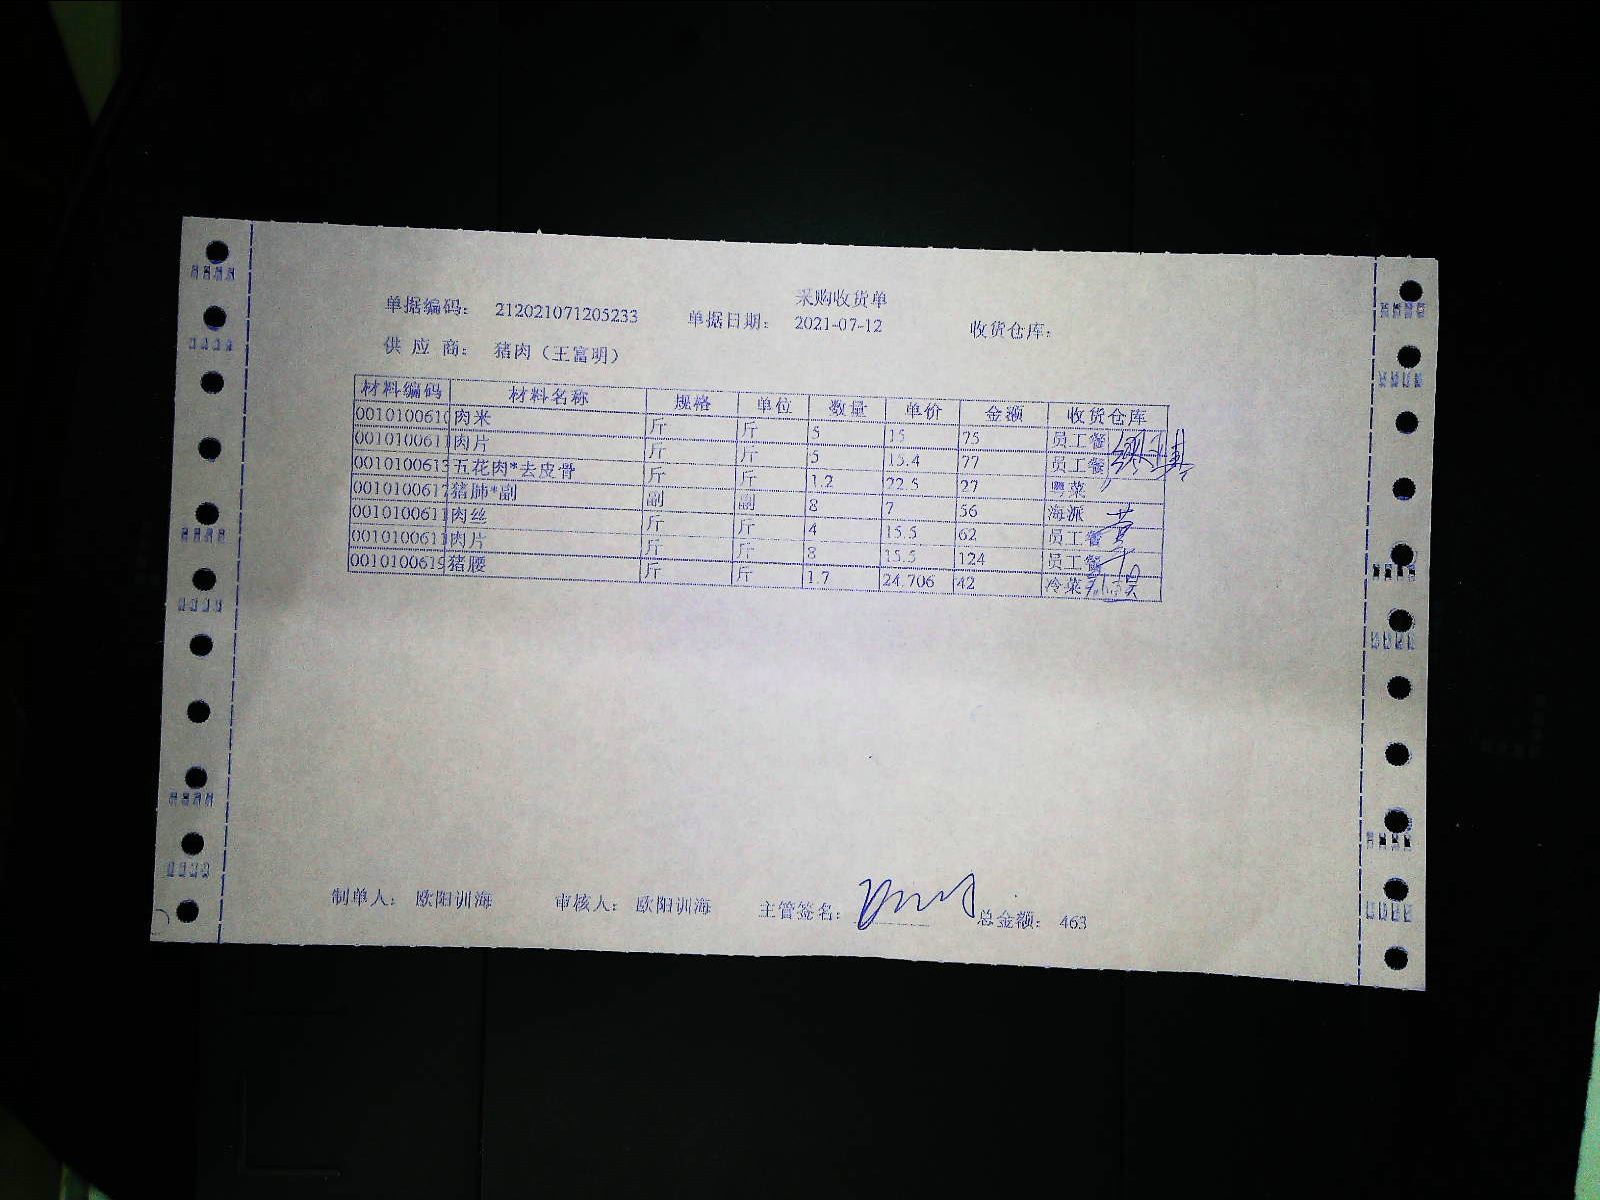 采购收货单
单据编码： 212021071205233 单据日期： 2021-07-12 收货仓库：
供 应 商： 猪肉（王富明）
材料编码 材料名称 规格 单位 数量 单价 金额 收货仓库
0010100610 肉米 斤 斤 5 15 75 员工餐
0010100611 肉片 斤 斤 5 15.4 77 员工餐
0010100613 五花肉*去皮骨 斤 斤 1.2 22.5 27 粤菜
0010100617 猪肺*副 副 副 8 7 56 海派
0010100611 肉丝 斤 斤 4 15.5 62 员工餐
0010100611 肉片 斤 斤 8 15.5 124 员工餐
0010100619 猪腰 斤 斤 1.7 24.706 42 冷菜
制单人： 欧阳训海 审核人： 欧阳训海 主管签名： 总金额： 463